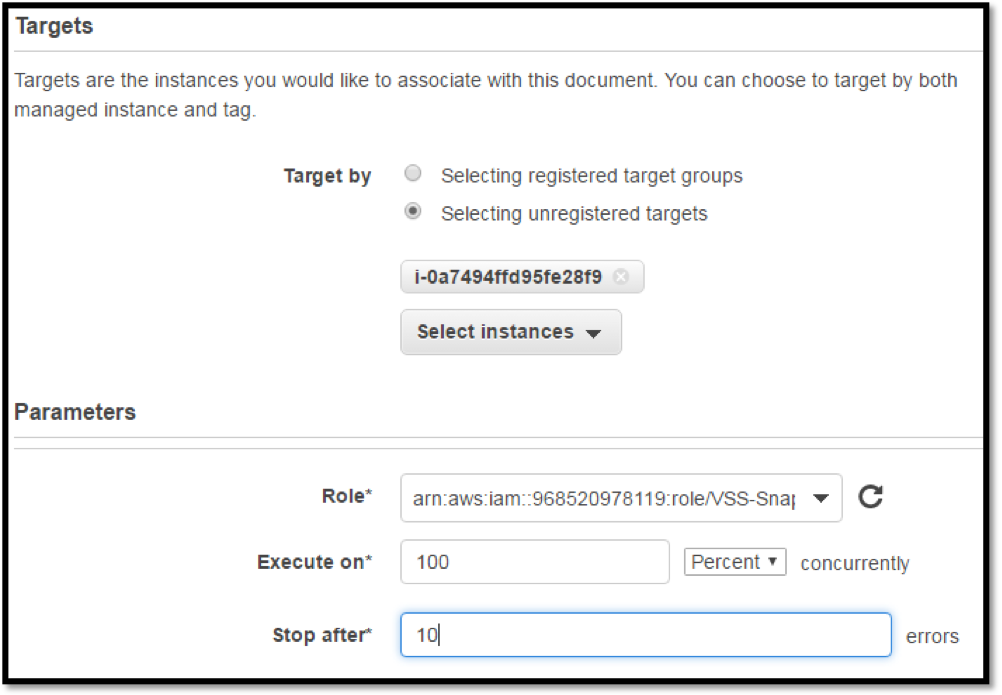 Targets
Targets are the instances you would like to associate with this document. You can choose to target by both
managed instance and tag.
Target by
Selecting registered target groups
Selecting unregistered targets
i-0a7494ffd95fe28f9
Select instances
Parameters
Role* arn:aws:iam::968520978119:role/VSS-Snap
Execute on* 100 Percent concurrently
Stop after* 10 errors